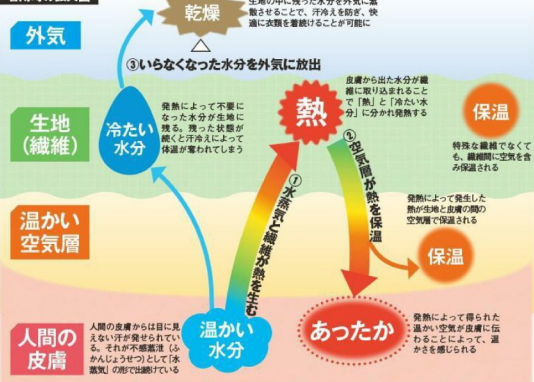 生地の中に残った水分を外気に蒸
散させることで、汗冷えを防ぎ、快
適に衣類を着続けることが可能に
乾燥
外気
③いらなくなった水分を外気に放出
生地
(繊維)
冷たい
水分
発熱によって不要に
なった水分が生地に
残る。残った状態が
続くと汗冷えによって
体温が奪われてしまう
熱
皮膚から出た水分が繊
維に取り込まれること
で「熱」と「冷たい水
分」に分かれ発熱する
保温
特殊な繊維でなくて
も、繊維間に空気を含
み保温される
①水蒸気と繊維が熱を生む
②空気層が熱を保温
温かい
空気層
発熱によって発生した
熱が生地と皮膚の間の
空気層で保温される
保温
人間の
皮膚
人間の皮膚からは目に見
えない汗が発せられてい
る。それが不感蒸泄(ふ
かんじょうせつ)として「水
蒸気」の形で出続けている
温かい
水分
あったか
発熱によって得られた
温かい空気が皮膚に伝
わることによって、温
かさを感じられる